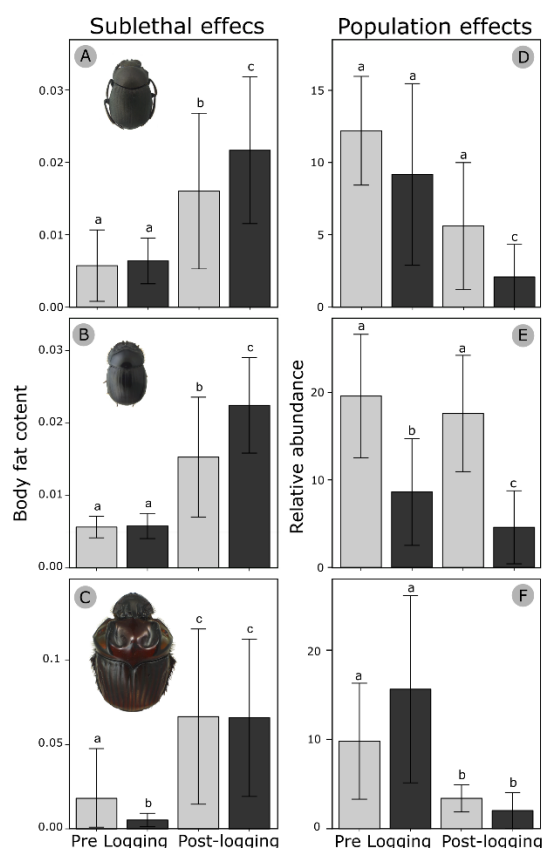 Sublethal effecs
Population effects
A
a
a
b
c
0.03
0.02
0.01
0.00
D
a
a
a
c
15
10
5
0
B
a
a
b
c
0.03
0.02
0.01
0.00
E
a
b
a
c
20
10
0
Body fat cotent
Relative abundance
C
a
b
c
c
0.1
0.05
0.00
Pre Logging Post-logging
F
a
a
b
b
20
10
0
Pre Logging Post-logging